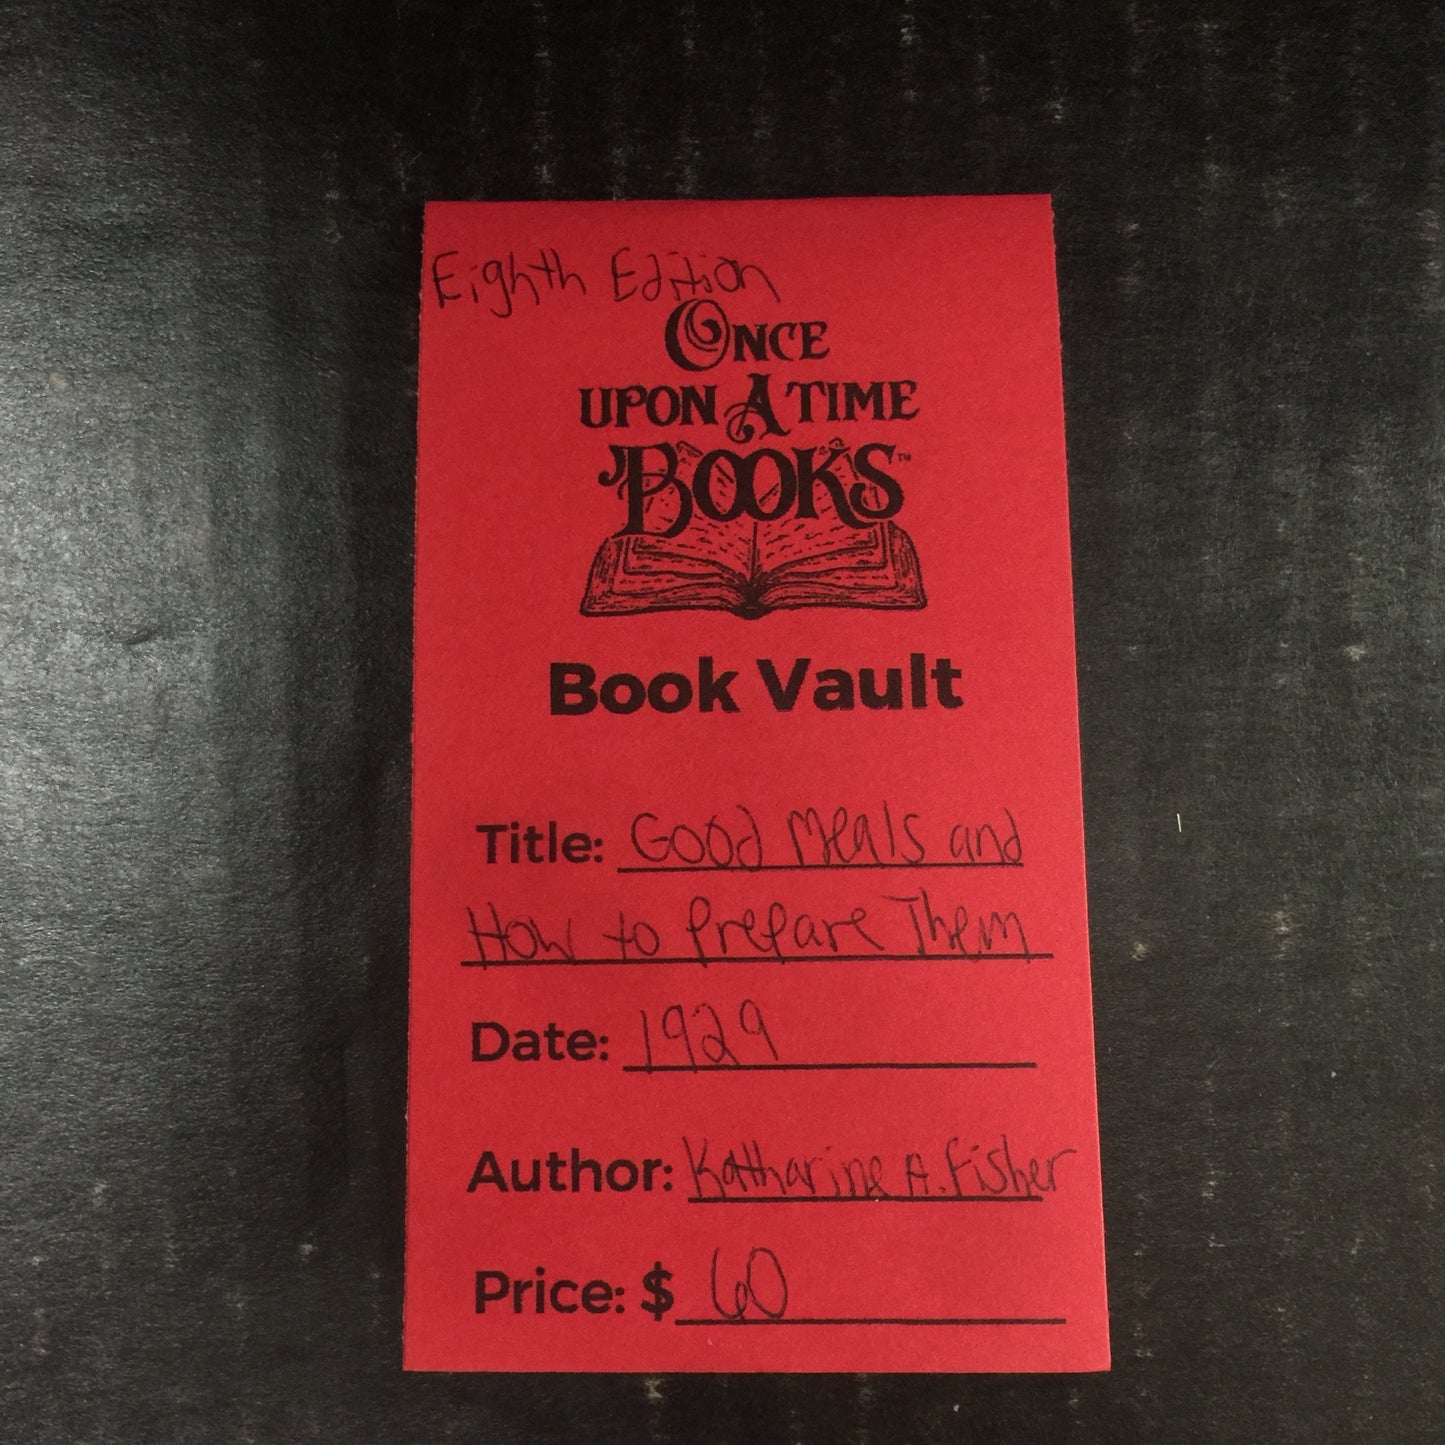 Eighth Edition
ONCE
UPON A TIME
BOOKS™
Book Vault
Title: Good Meals and
How to Prepare Them
Date: 1929
Author: Katharine A. Fisher
Price: $ 60